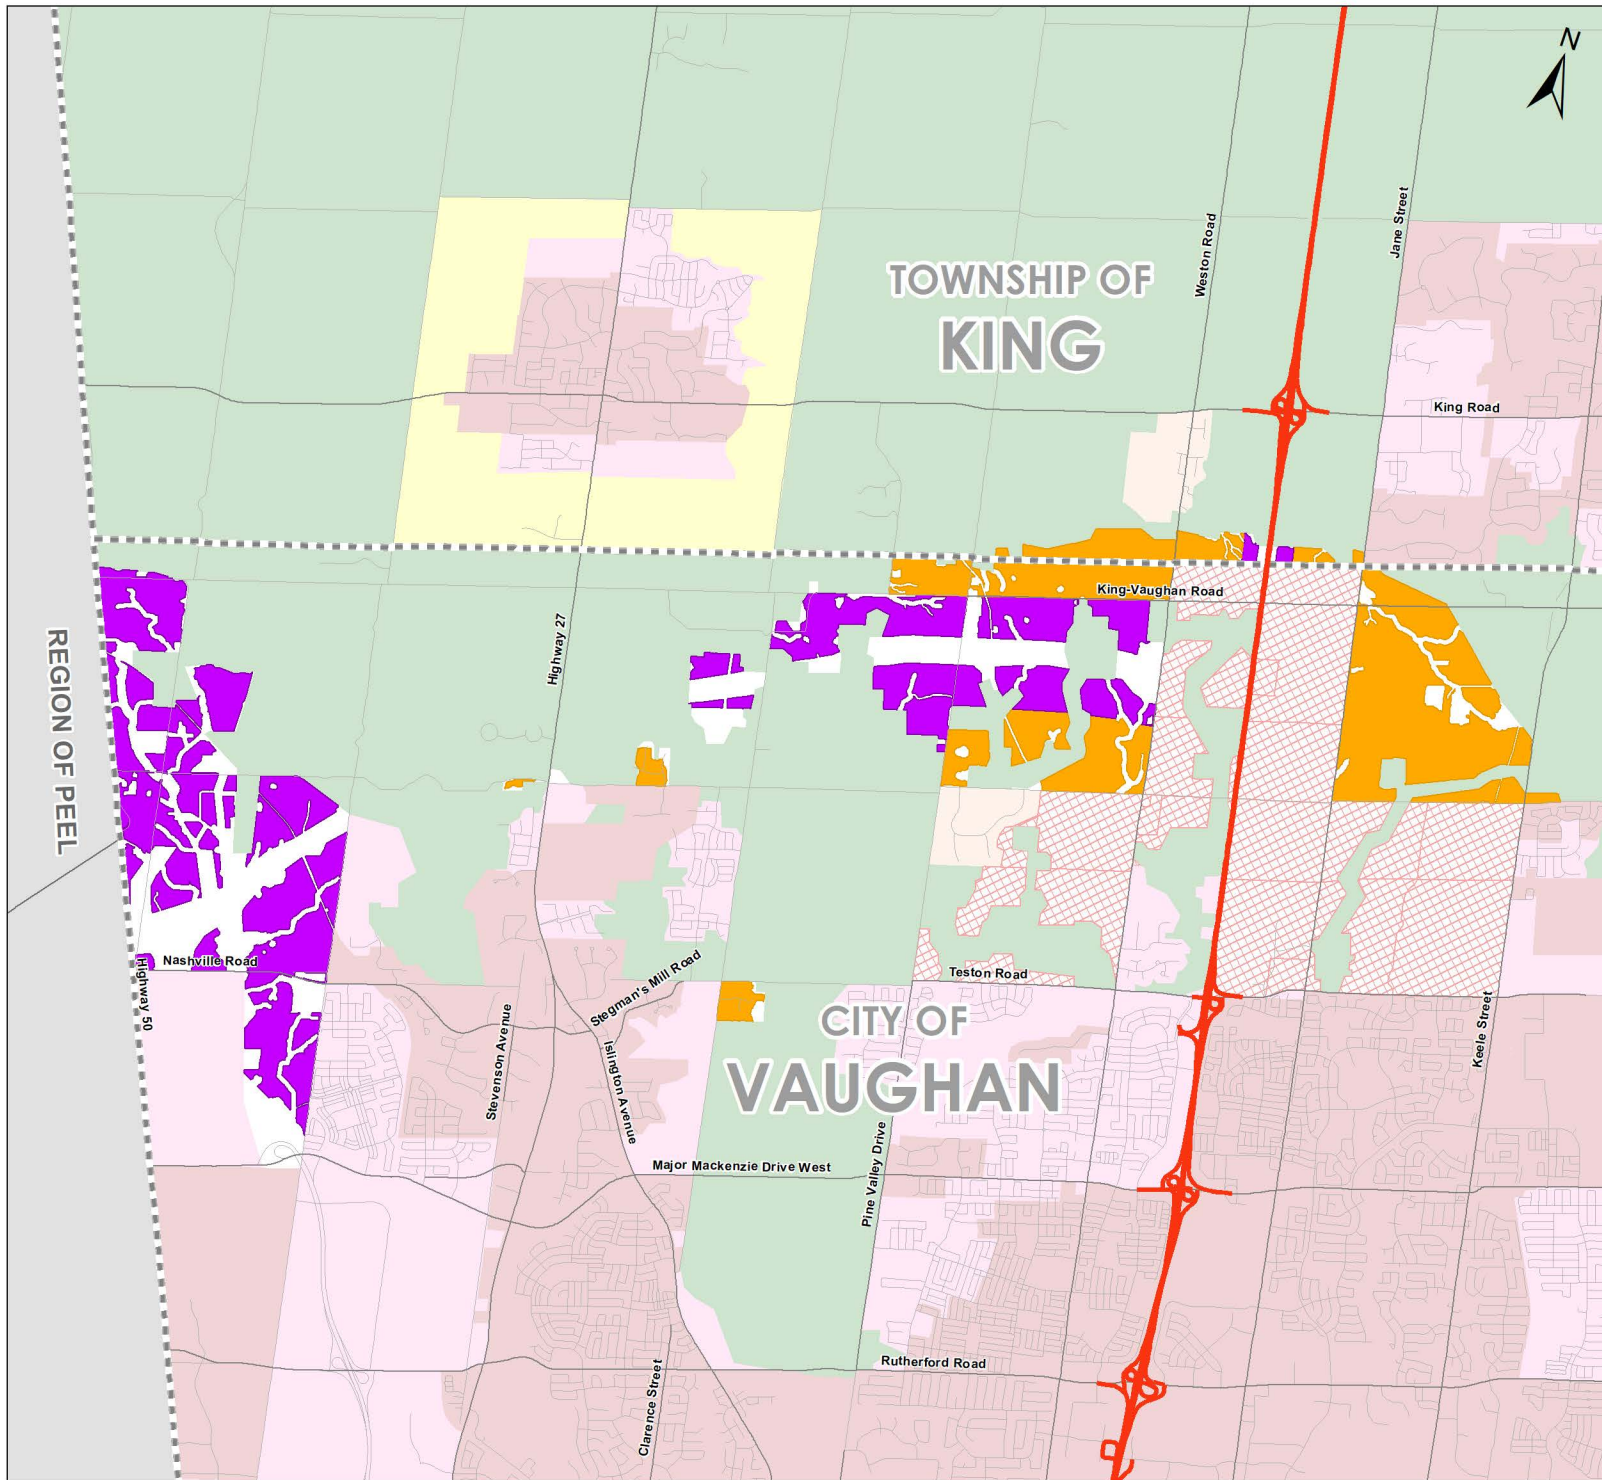 N
TOWNSHIP OF
KING
Weston Road
Jane Street
King Road
King-Vaughan Road
Highway 27
REGION OF PEEL
Nashville Road
Highway 50
Stegman's Mill Road
Teston Road
Stevenson Avenue
Islington Avenue
CITY OF
VAUGHAN
Keele Street
Pine Valley Drive
Major Mackenzie Drive West
Rutherford Road
Clarence Street